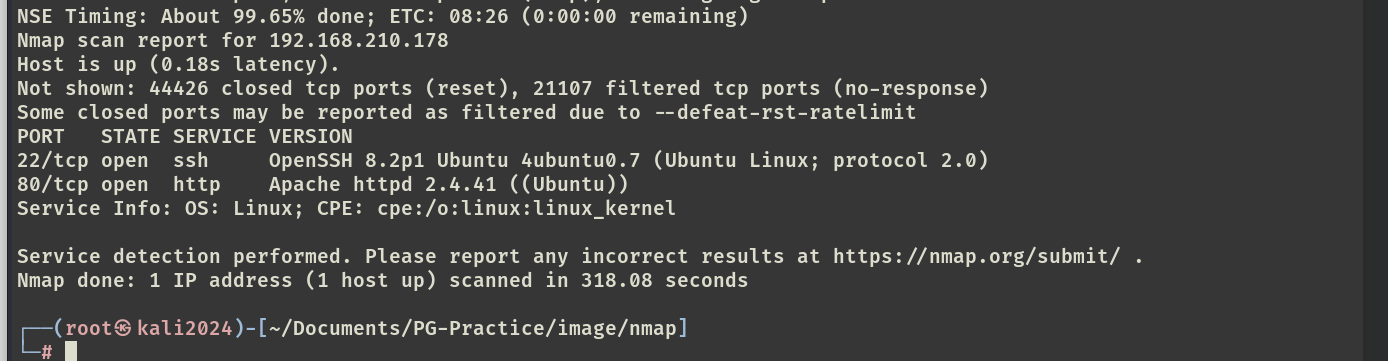 NSE Timing: About 99.65% done; ETC: 08:26 (0:00:00 remaining)
Nmap scan report for 192.168.210.178
Host is up (0.18s latency).
Not shown: 44426 closed tcp ports (reset), 21107 filtered tcp ports (no-response)
Some closed ports may be reported as filtered due to --defeat-rst-ratelimit
PORT   STATE SERVICE VERSION
22/tcp open  ssh     OpenSSH 8.2p1 Ubuntu 4ubuntu0.7 (Ubuntu Linux; protocol 2.0)
80/tcp open  http    Apache httpd 2.4.41 ((Ubuntu))
Service Info: OS: Linux; CPE: cpe:/o:linux:linux_kernel

Service detection performed. Please report any incorrect results at https://nmap.org/submit/ .
Nmap done: 1 IP address (1 host up) scanned in 318.08 seconds

┌──(root㉿kali2024)-[~/Documents/PG-Practice/image/nmap]
└─#